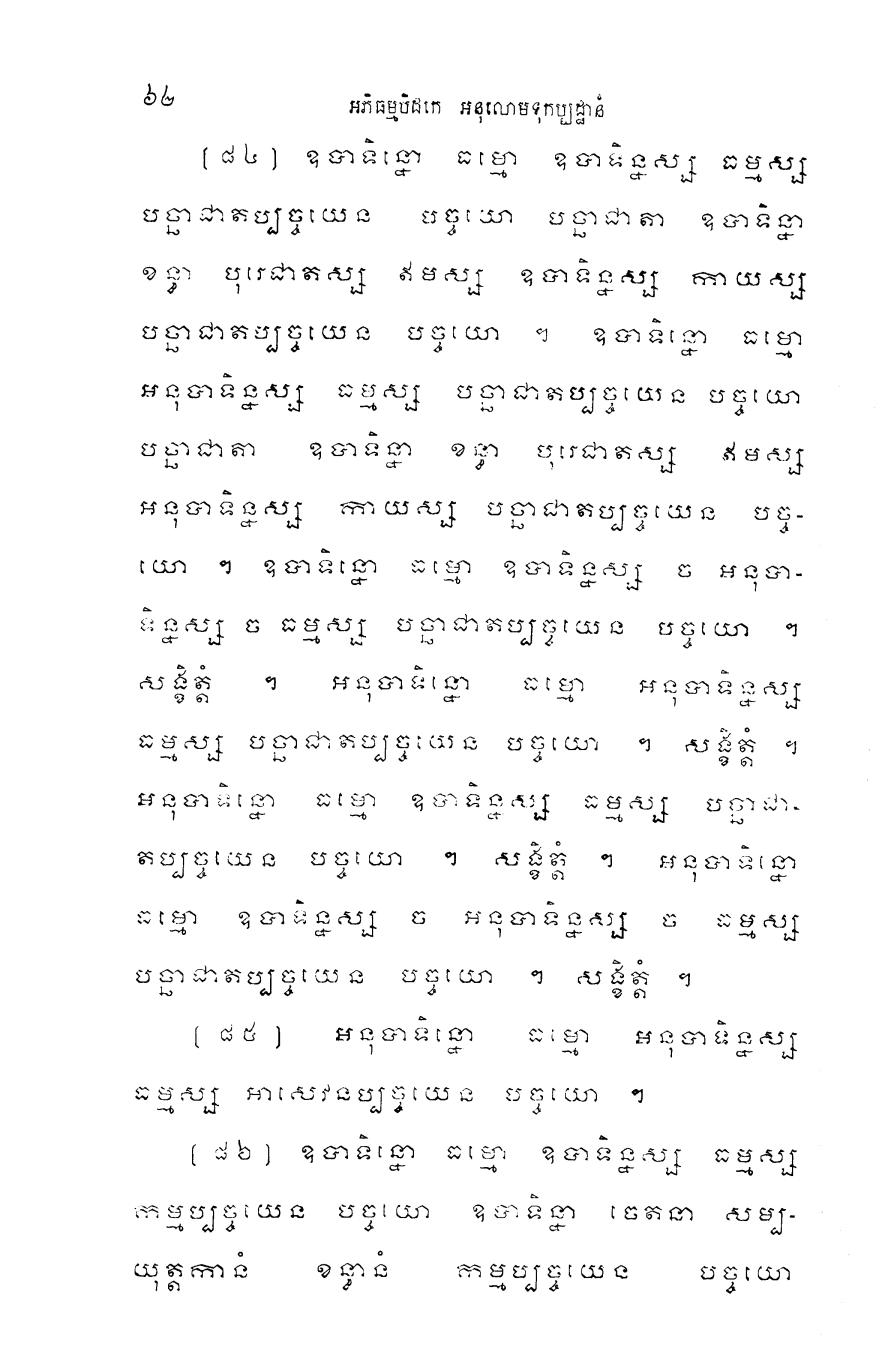 ៦២
អភិធម្មបិដកេ អនុលោមទុកប្បដ្ឋានំ
[៨៤] ឧបាទិន្នោ ធម្មោ ឧបាទិន្នស្ស ធម្មស្ស
បច្ឆាជាតប្បច្ចយេន បច្ចយោ បច្ឆាជាតា ឧបាទិន្នា
ខន្ធា បុរេជាតស្ស ឥមស្ស ឧបាទិន្នស្ស កាយស្ស
បច្ឆាជាតប្បច្ចយេន បច្ចយោ ។ ឧបាទិន្នោ ធម្មោ
អនុបាទិន្នស្ស ធម្មស្ស បច្ឆាជាតប្បច្ចយេន បច្ចយោ
បច្ឆាជាតា ឧបាទិន្នា ខន្ធា បុរេជាតស្ស ឥមស្ស
អនុបាទិន្នស្ស កាយស្ស បច្ឆាជាតប្បច្ចយេន បច្ច-
យោ ។ ឧបាទិន្នោ ធម្មោ ឧបាទិន្នស្ស ច អនុបា-
ទិន្នស្ស ច ធម្មស្ស បច្ឆាជាតប្បច្ចយេន បច្ចយោ ។
សង្ខិត្តំ ។ អនុបាទិន្នោ ធម្មោ អនុបាទិន្នស្ស
ធម្មស្ស បច្ឆាជាតប្បច្ចយេន បច្ចយោ ។ សង្ខិត្តំ ។
អនុបាទិន្នោ ធម្មោ ឧបាទិន្នស្ស ធម្មស្ស បច្ឆាជា-
តប្បច្ចយេន បច្ចយោ ។ សង្ខិត្តំ ។ អនុបាទិន្នោ
ធម្មោ ឧបាទិន្នស្ស ច អនុបាទិន្នស្ស ច ធម្មស្ស
បច្ឆាជាតប្បច្ចយេន បច្ចយោ ។ សង្ខិត្តំ ។
[៨៥] អនុបាទិន្នោ ធម្មោ អនុបាទិន្នស្ស
ធម្មស្ស អាសេវនប្បច្ចយេន បច្ចយោ ។
[៨៦] ឧបាទិន្នោ ធម្មោ ឧបាទិន្នស្ស ធម្មស្ស
កម្មប្បច្ចយេន បច្ចយោ ឧបាទិន្នា ចេតនា សម្ប-
យុត្តកានំ ខន្ធានំ កម្មប្បច្ចយេន បច្ចយោ